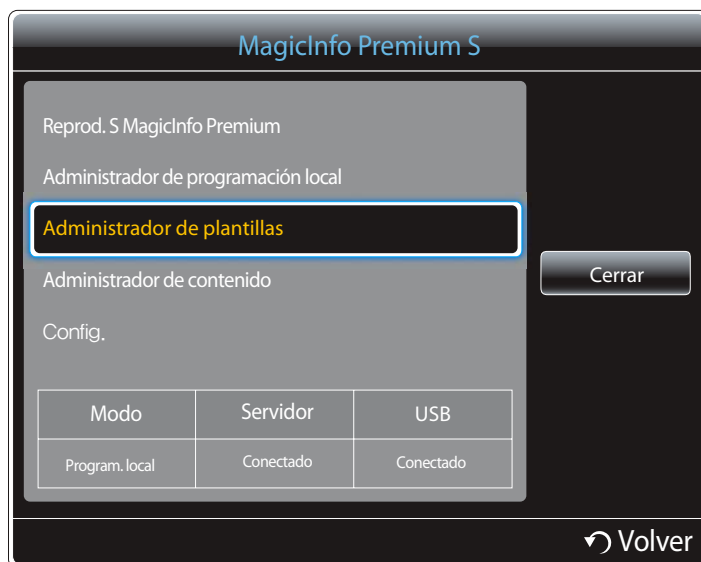 MagicInfo Premium S
Reprod. S MagicInfo Premium
Administrador de programación local
Administrador de plantillas
Administrador de contenido
Config.
Cerrar
Modo Servidor USB
Program. local Conectado Conectado
Volver